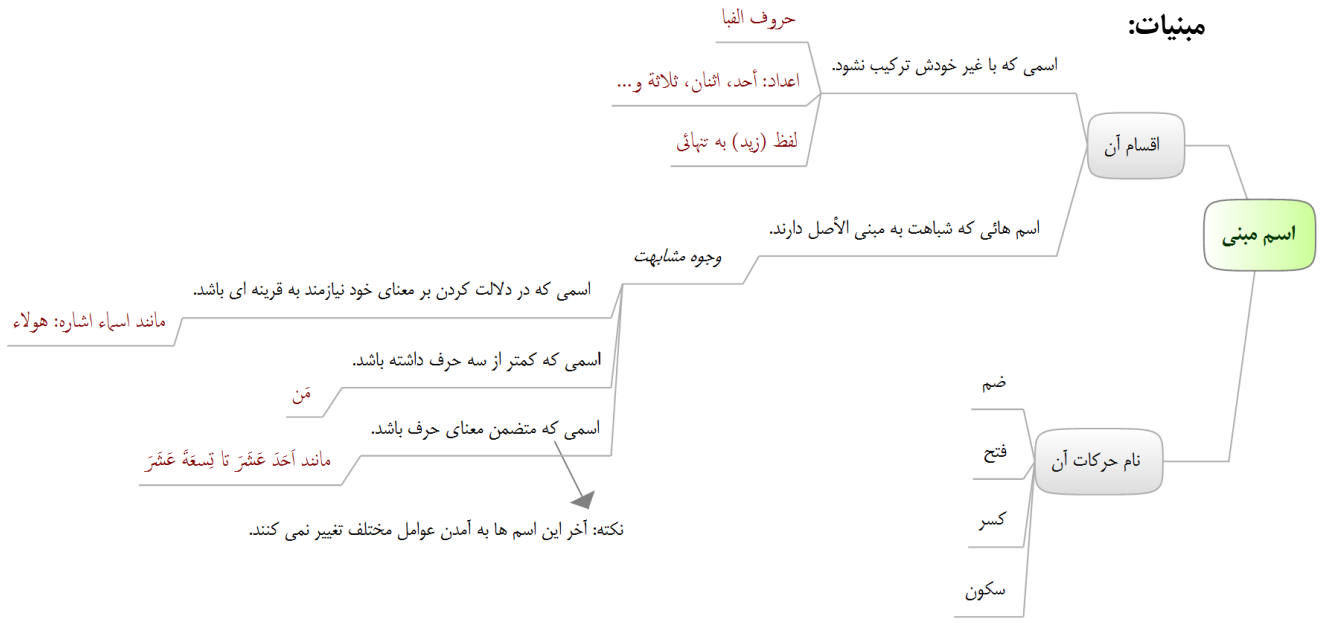 مبنیات:
اسم مبنی
اقسام آن
اسمی که با غیر خودش ترکیب نشود.
حروف الفبا
اعداد: أحد، اثنان، ثلاثة و...
لفظ (زید) به تنهائی
اسم هائی که شباهت به مبنی الأصل دارند.
وجوه مشابهت
اسمی که در دلالت کردن بر معنای خود نیازمند به قرینه ای باشد.
مانند اسماء اشاره: هولاء
اسمی که کمتر از سه حرف داشته باشد.
مَن
اسمی که متضمن معنای حرف باشد.
مانند اَحَدَ عَشَرَ تا تِسعَةَ عَشَرَ
نکته: آخر این اسم ها به آمدن عوامل مختلف تغییر نمی کنند.
نام حرکات آن
ضم
فتح
کسر
سکون